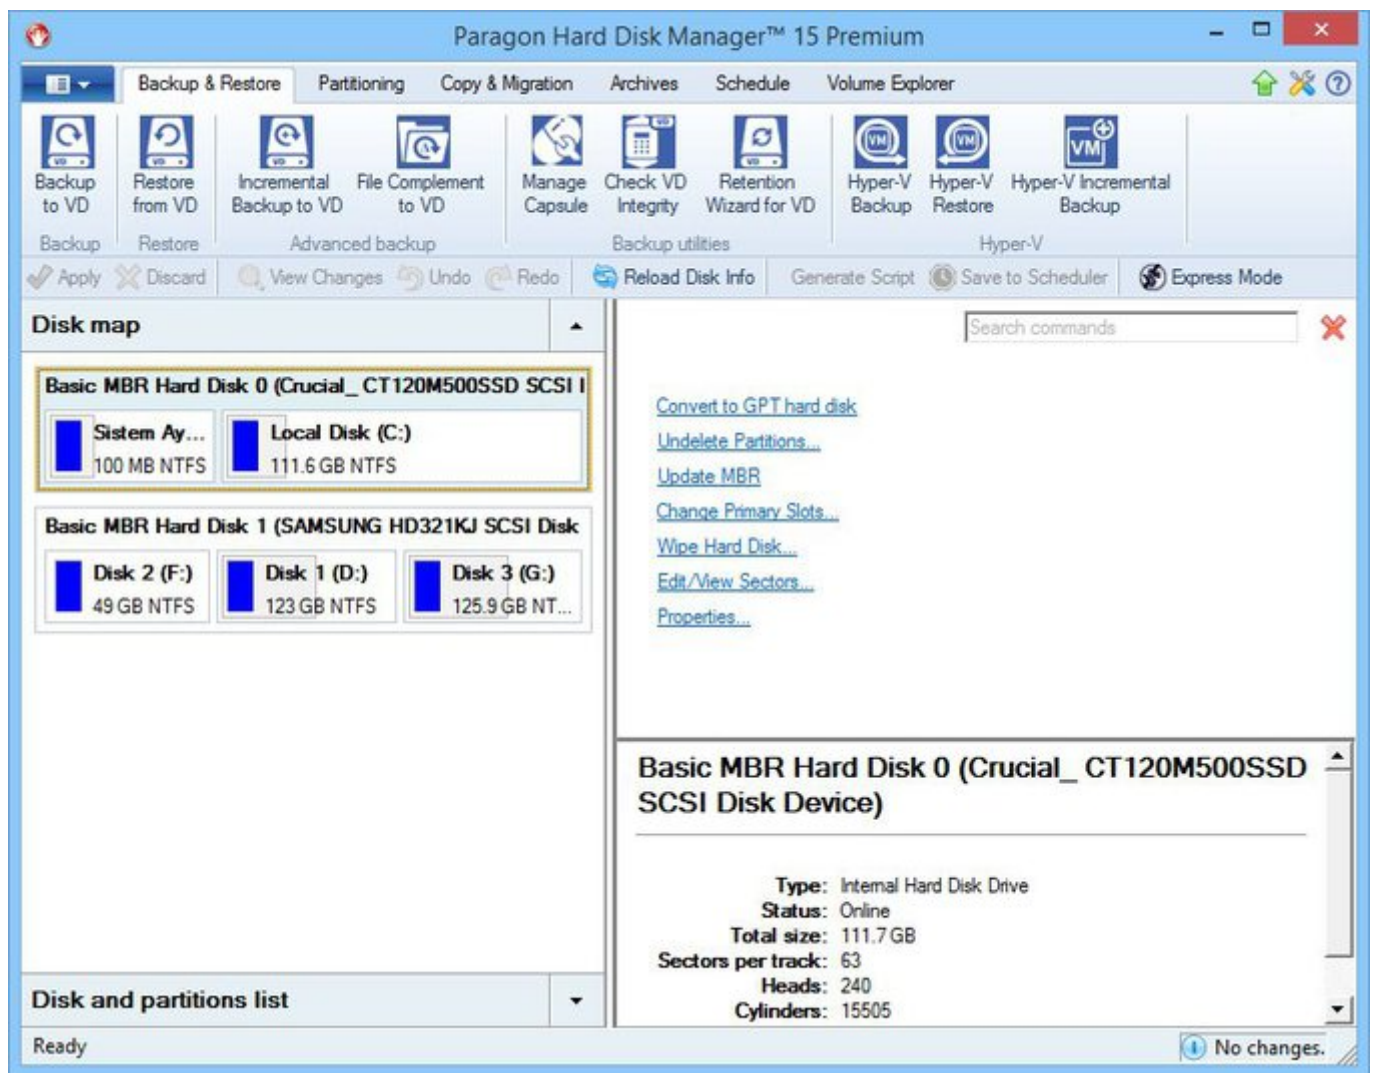 Paragon Hard Disk Manager™ 15 Premium
Backup & Restore Partitioning Copy & Migration Archives Schedule Volume Explorer
Backup to VD
Restore from VD
Incremental Backup to VD
File Complement to VD
Manage Capsule
Check VD Integrity
Retention Wizard for VD
Hyper-V Backup
Hyper-V Restore
Hyper-V Incremental Backup
Backup Restore Advanced backup Backup utilities Hyper-V
Apply Discard View Changes Undo Redo Reload Disk Info Generate Script Save to Scheduler Express Mode
Disk map
Search commands
Basic MBR Hard Disk 0 (Crucial_ CT120M500SSD SCSI I
Sistem Ay...
100 MB NTFS
Local Disk (C:)
111.6 GB NTFS
Basic MBR Hard Disk 1 (SAMSUNG HD321KJ SCSI Disk
Disk 2 (F:)
49 GB NTFS
Disk 1 (D:)
123 GB NTFS
Disk 3 (G:)
125.9 GB NT...
Convert to GPT hard disk
Undelete Partitions...
Update MBR
Change Primary Slots...
Wipe Hard Disk...
Edit/View Sectors...
Properties...
Basic MBR Hard Disk 0 (Crucial_ CT120M500SSD
SCSI Disk Device)
Type: Internal Hard Disk Drive
Status: Online
Total size: 111.7 GB
Sectors per track: 63
Heads: 240
Cylinders: 15505
Disk and partitions list
Ready
No changes.